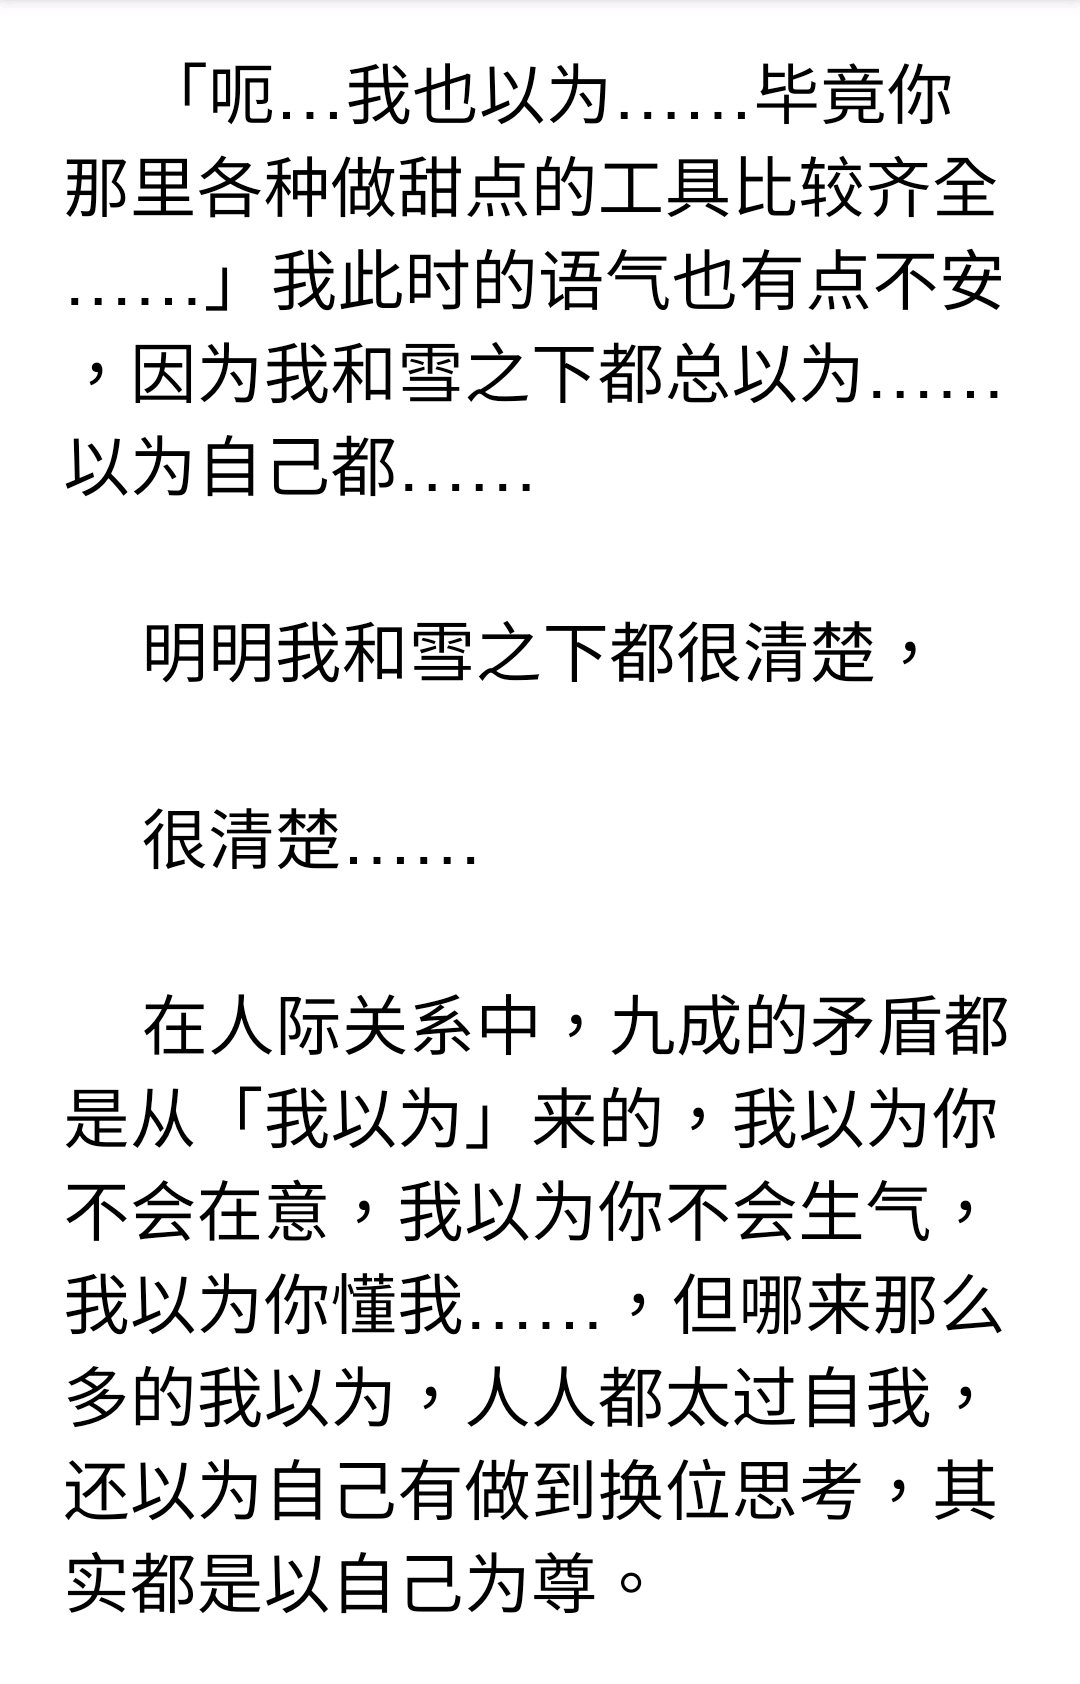 「呃…我也以为……毕竟你
那里各种做甜点的工具比较齐全
……」我此时的语气也有点不安
，因为我和雪之下都总以为……
以为自己都……
明明我和雪之下都很清楚，
很清楚……
在人际关系中，九成的矛盾都
是从「我以为」来的，我以为你
不会在意，我以为你不会生气，
我以为你懂我……，但哪来那么
多的我以为，人人都太过自我，
还以为自己有做到换位思考，其
实都是以自己为尊。